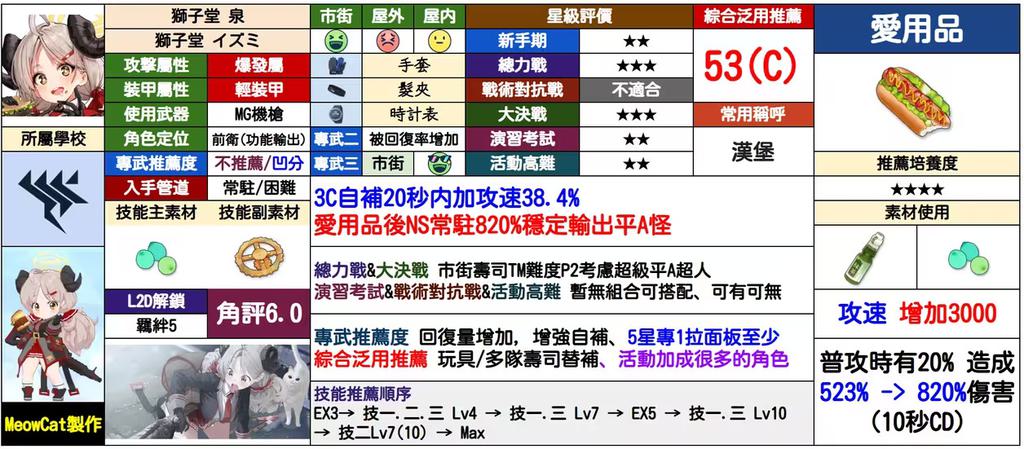 獅子堂 泉
獅子堂 イズミ
攻擊屬性 爆發屬
裝甲屬性 輕裝甲
使用武器 MG機槍
所屬學校
角色定位 前衛(功能輸出)
專武推薦度 不推薦/凹分
入手管道 常駐/困難
技能主素材 技能副素材
L2D解鎖
羈絆5
角評6.0
MeowCat製作
市街 屋外 屋內
手套
髮夾
時計表
專武二 被回復率增加
專武三 市街
星級評價
新手期 ★★
總力戰 ★★★
戰術對抗戰 不適合
大決戰 ★★★
演習考試 ★★
活動高難 ★★
綜合泛用推薦
53(C)
常用稱呼
漢堡
3C自補20秒內加攻速38.4%
愛用品後NS常駐820%穩定輸出平A怪
總力戰&大決戰 市街壽司TM難度P2考慮超級平A超人
演習考試&戰術對抗戰&活動高難 暫無組合可搭配、可有可無
專武推薦度 回復量增加，增強自補、5星專1拉面板至少
綜合泛用推薦 玩具/多隊壽司替補、活動加成很多的角色
技能推薦順序
EX3→ 技一.二.三 Lv4 → 技一.三 Lv7 → EX5 → 技一.三 Lv10
→ 技二Lv7(10) → Max
愛用品
推薦培養度
★★★★
素材使用
攻速 增加3000
普攻時有20% 造成
523% -> 820%傷害
(10秒CD)